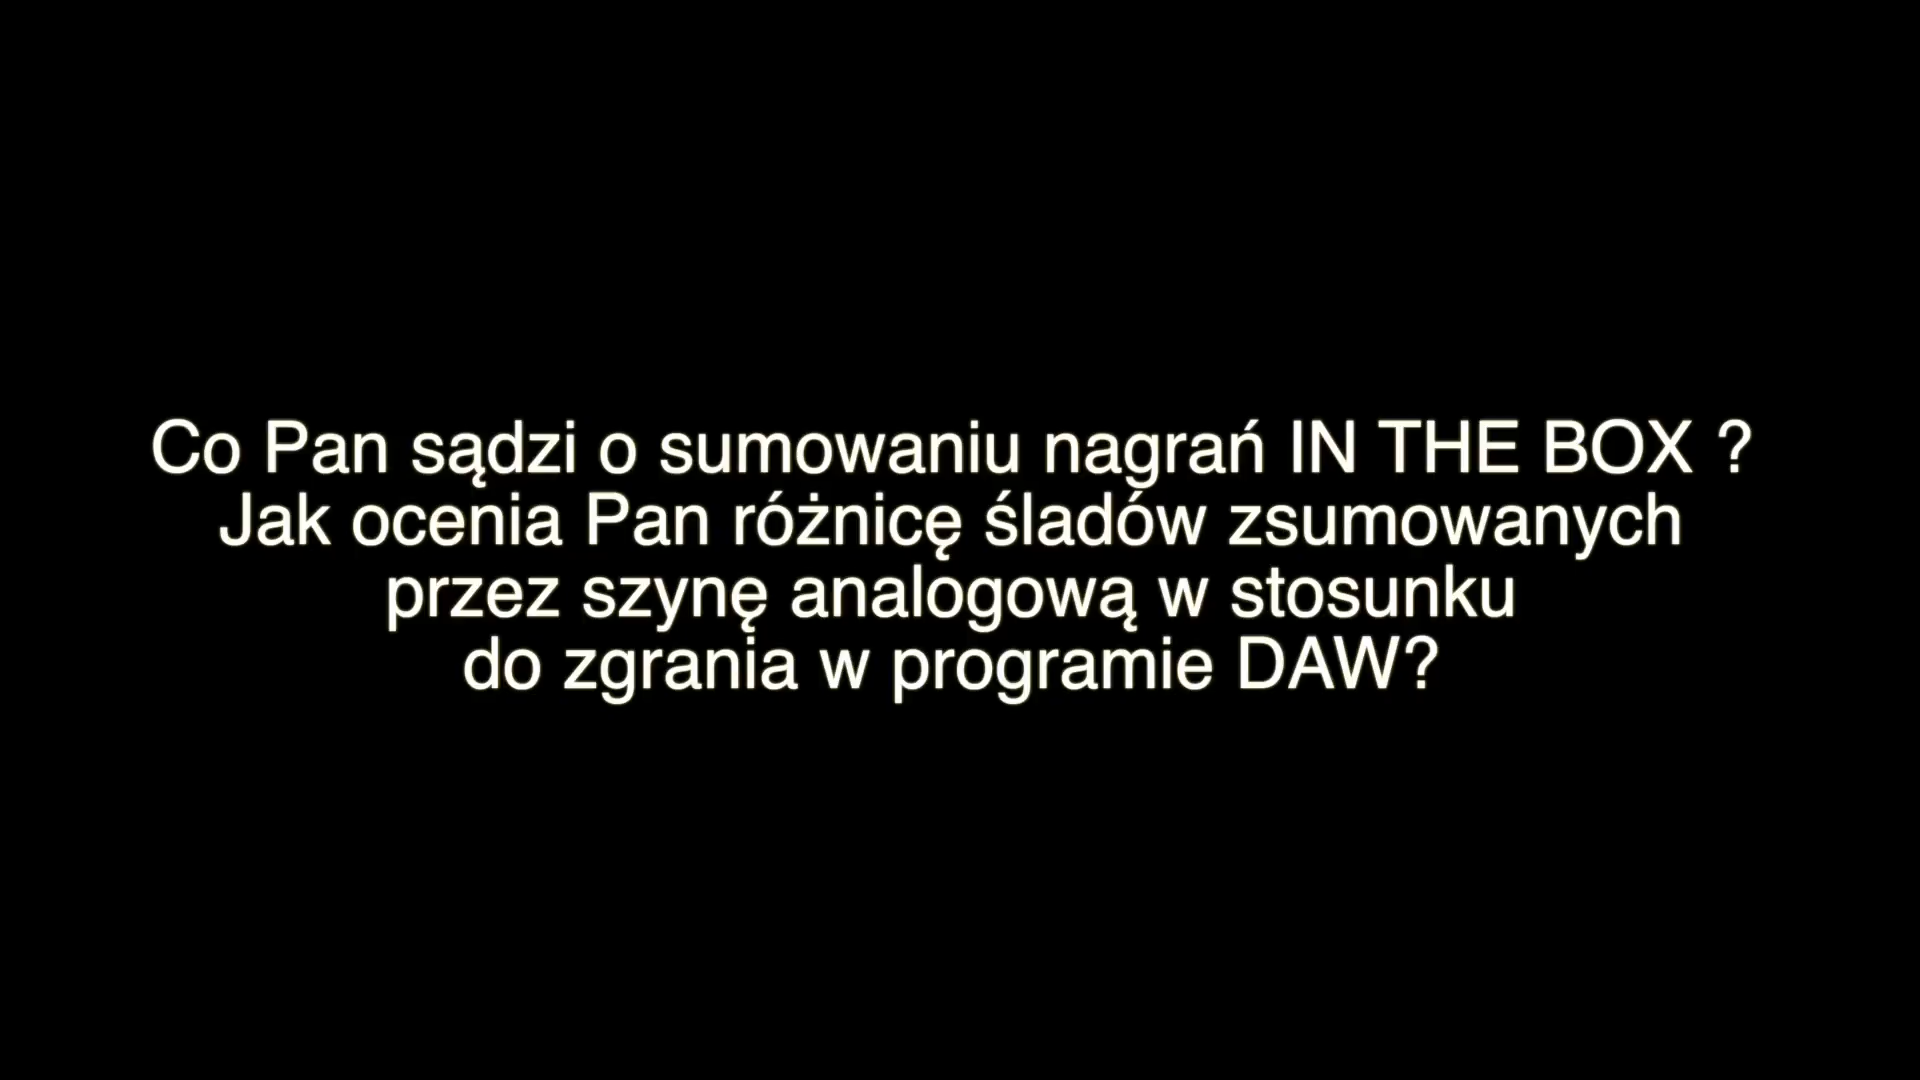 Co Pan sądzi o sumowaniu nagrań IN THE BOX ?
Jak ocenia Pan różnicę śladów zsumowanych
przez szynę analogową w stosunku
do zgrania w programie DAW?